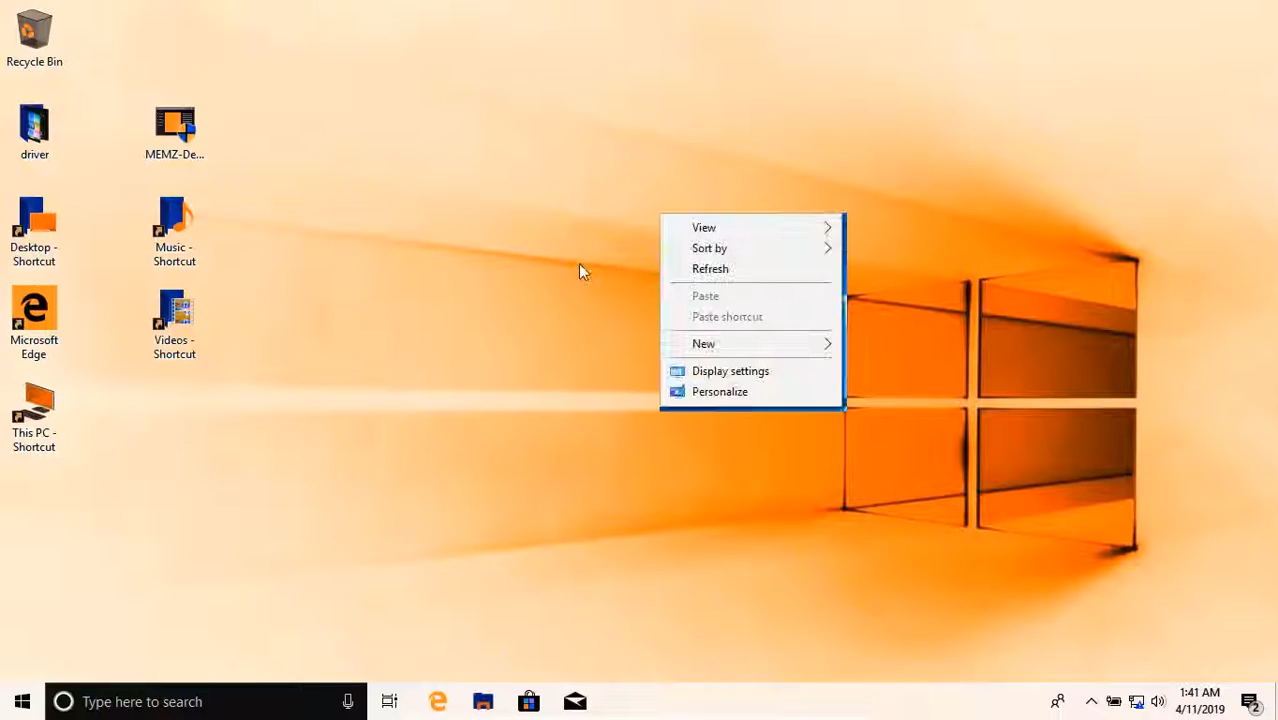 Recycle Bin
driver
MEMZ-De...
Desktop -
Shortcut
Music -
Shortcut
Microsoft
Edge
Videos -
Shortcut
This PC -
Shortcut
View
Sort by
Refresh
Paste
Paste shortcut
New
Display settings
Personalize
Type here to search
1:41 AM
4/11/2019
2